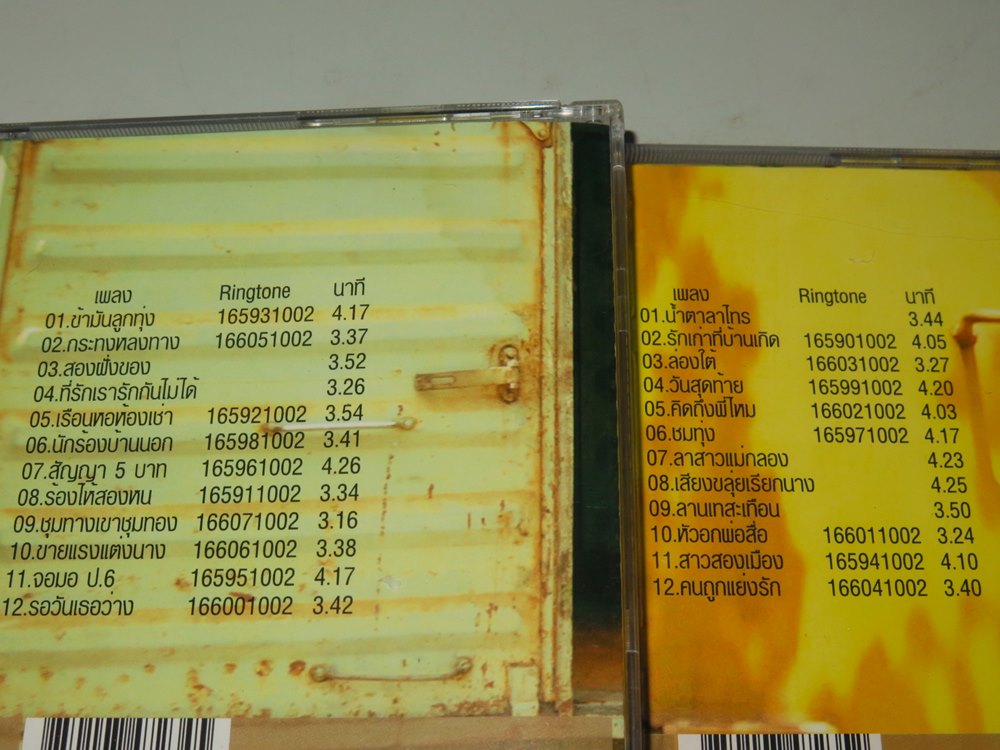 เพลง Ringtone นาที
01.ข้ามันลูกทุ่ง 165931002 4.17
02.กระทงหลงทาง 166051002 3.37
03.สองฝั่งของ 3.52
04.ที่รักเรารักกันไม่ได้ 3.26
05.เรือนหอห้องเช่า 165921002 3.54
06.นักร้องบ้านนอก 165981002 3.41
07.สัญญา 5 บาท 165961002 4.26
08.ร้องไห้สองหน 165911002 3.34
09.ชุมทางเขาชุมทอง 166071002 3.16
10.ขายแรงแต่งนาง 166061002 3.38
11.จอมอ ป.6 165951002 4.17
12.รอวันเธอว่าง 166001002 3.42
เพลง Ringtone นาที
01.น้ำตาลาไทร 3.44
02.รักเก่าที่บ้านเกิด 165901002 4.05
03.ล่องใต้ 166031002 3.27
04.วันสุดท้าย 165991002 4.20
05.คิดถึงพี่ไหม 166021002 4.03
06.ชมทุ่ง 165971002 4.17
07.ลาสาวแม่กลอง 4.23
08.เสียงขลุ่ยเรียกนาง 4.25
09.ลานเทสะเทือน 3.50
10.หัวอกพ่อสื่อ 166011002 3.24
11.สาวสองเมือง 165941002 4.10
12.คนถูกแย่งรัก 166041002 3.40